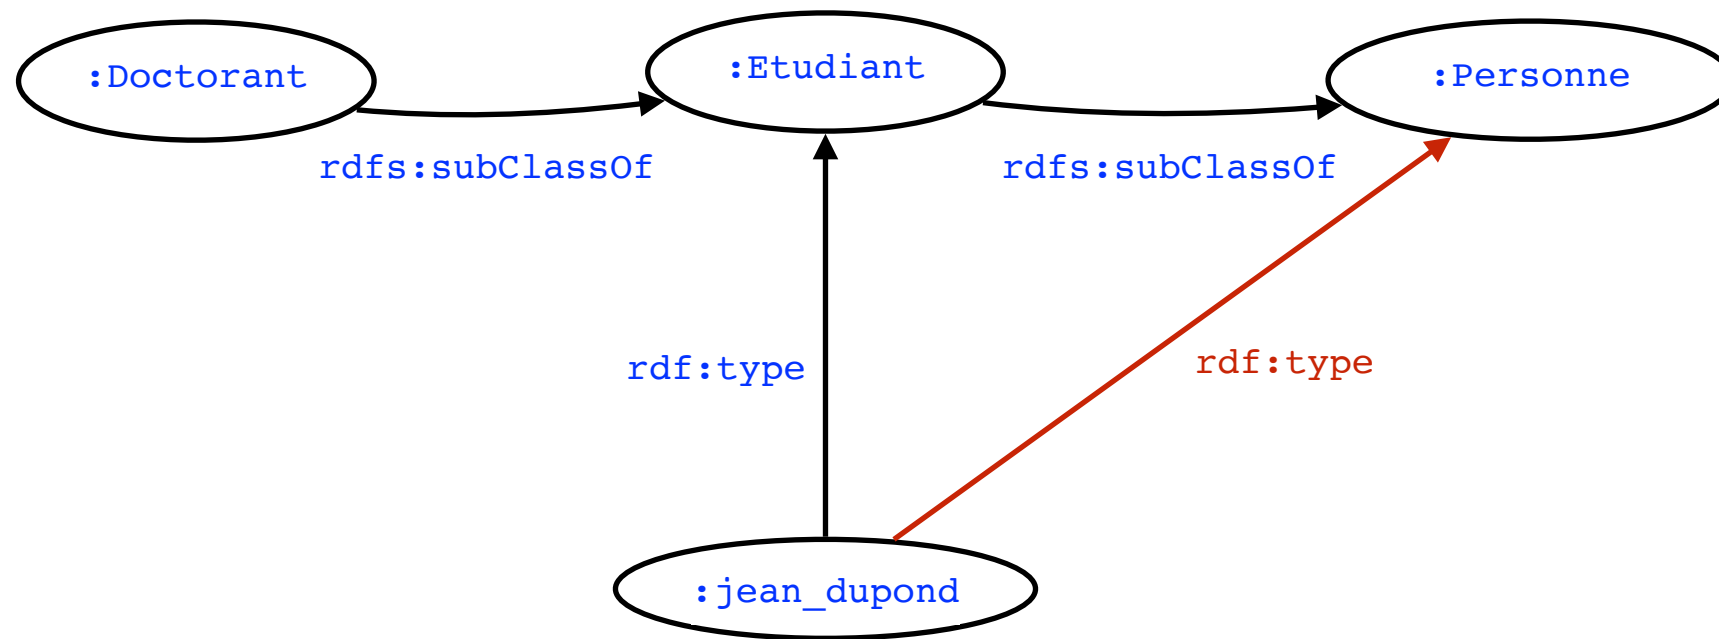 :Doctorant
:Etudiant
:Personne
rdfs:subClassOf
rdfs:subClassOf
rdf:type
rdf:type
:jean_dupond